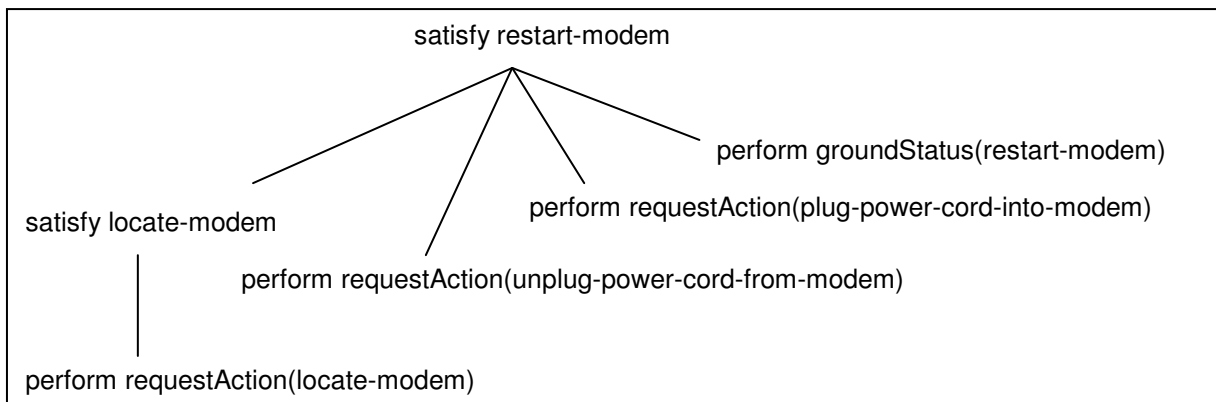 satisfy restart-modem
perform groundStatus(restart-modem)
perform requestAction(plug-power-cord-into-modem)
satisfy locate-modem
perform requestAction(unplug-power-cord-from-modem)
perform requestAction(locate-modem)